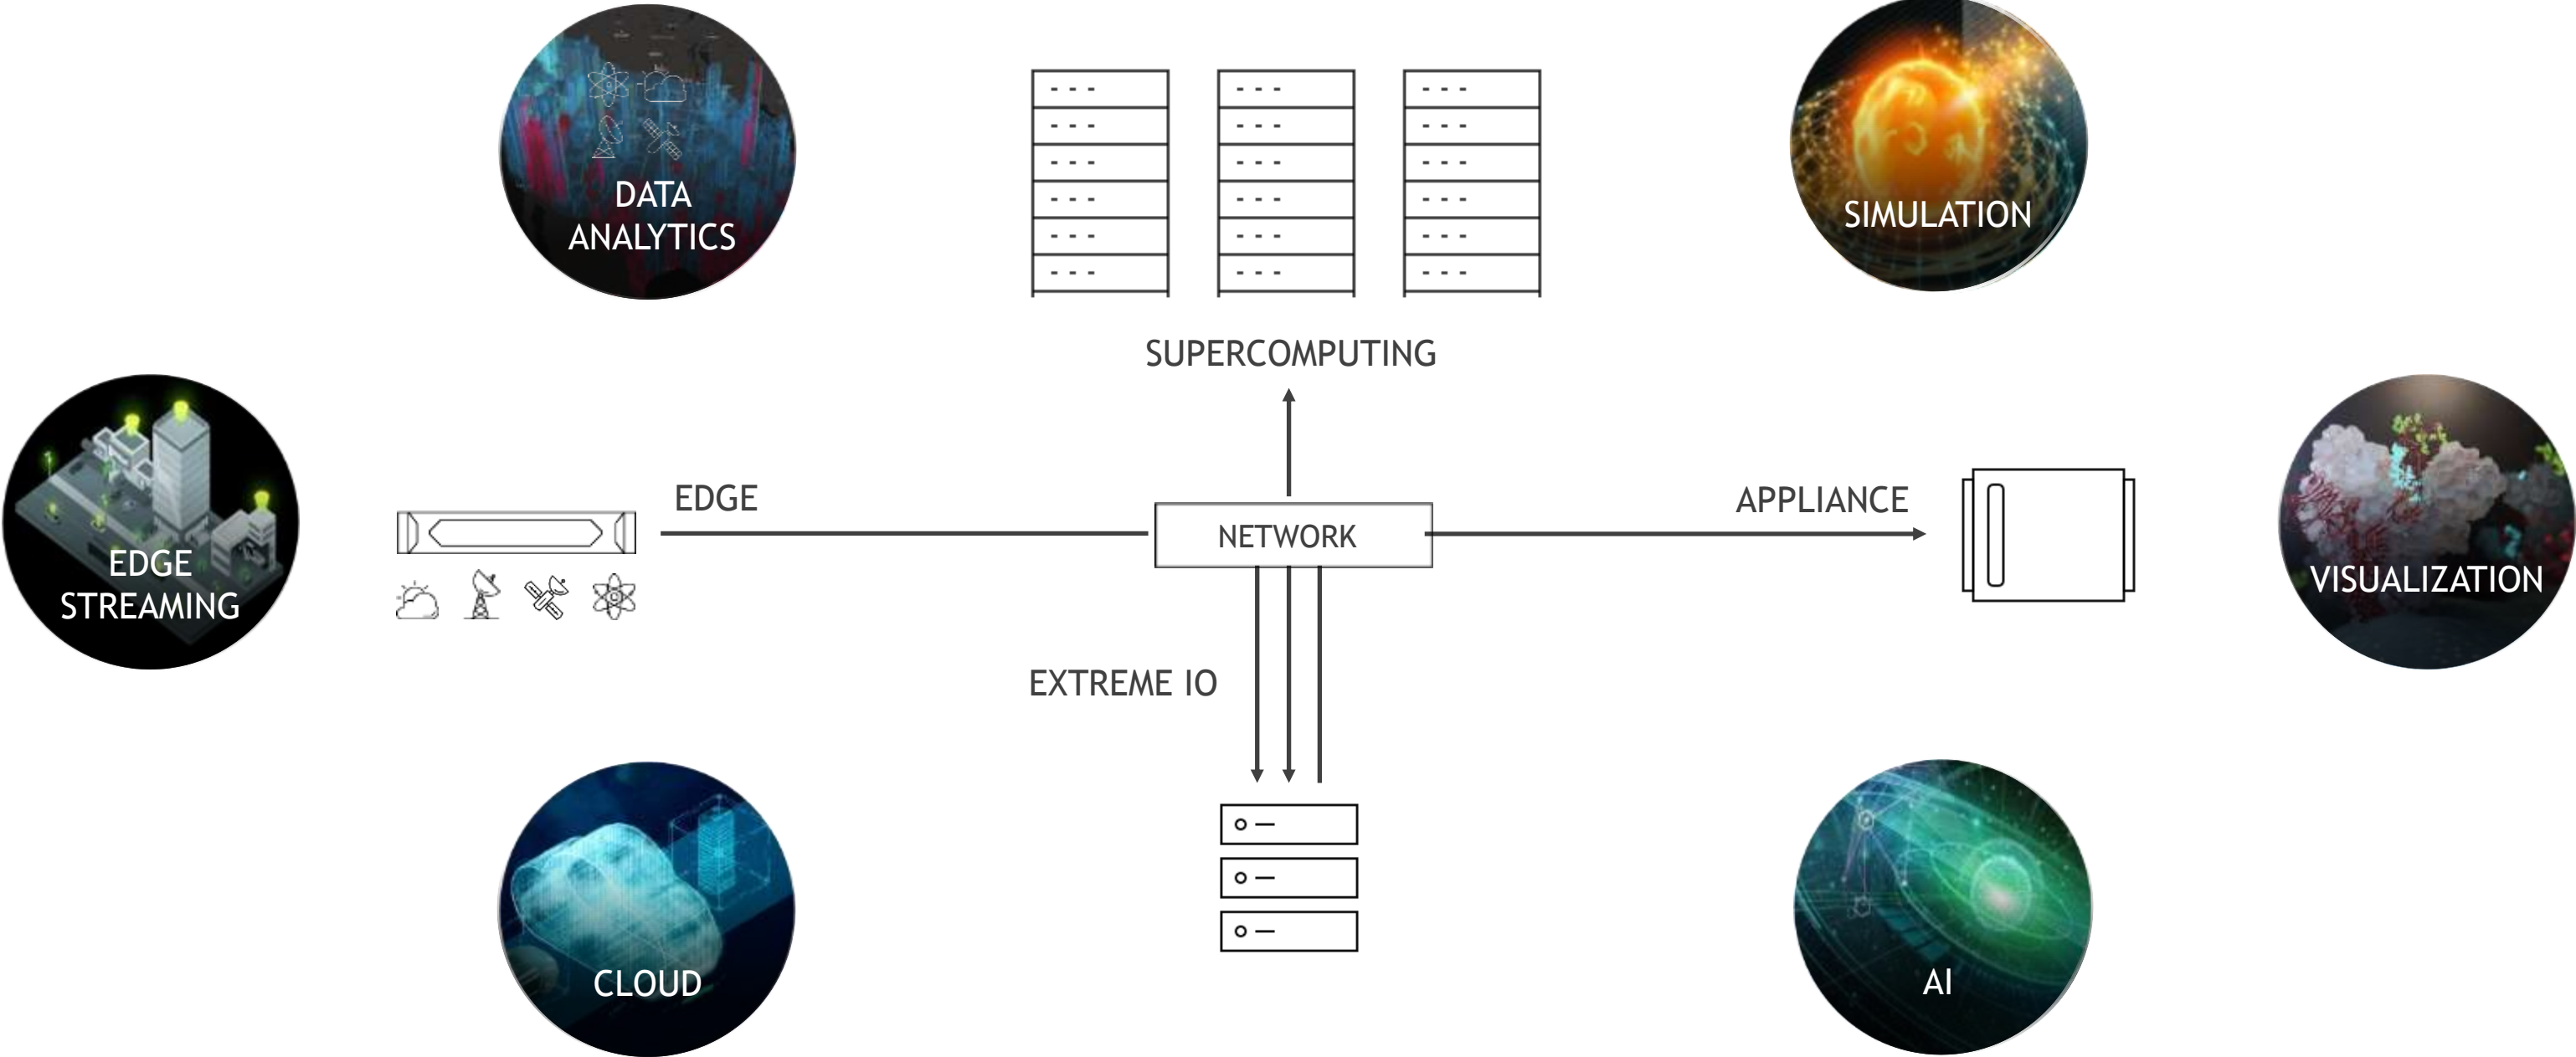 DATA
ANALYTICS
SIMULATION
SUPERCOMPUTING
EDGE
APPLIANCE
NETWORK
EDGE
STREAMING
VISUALIZATION
EXTREME IO
CLOUD
AI